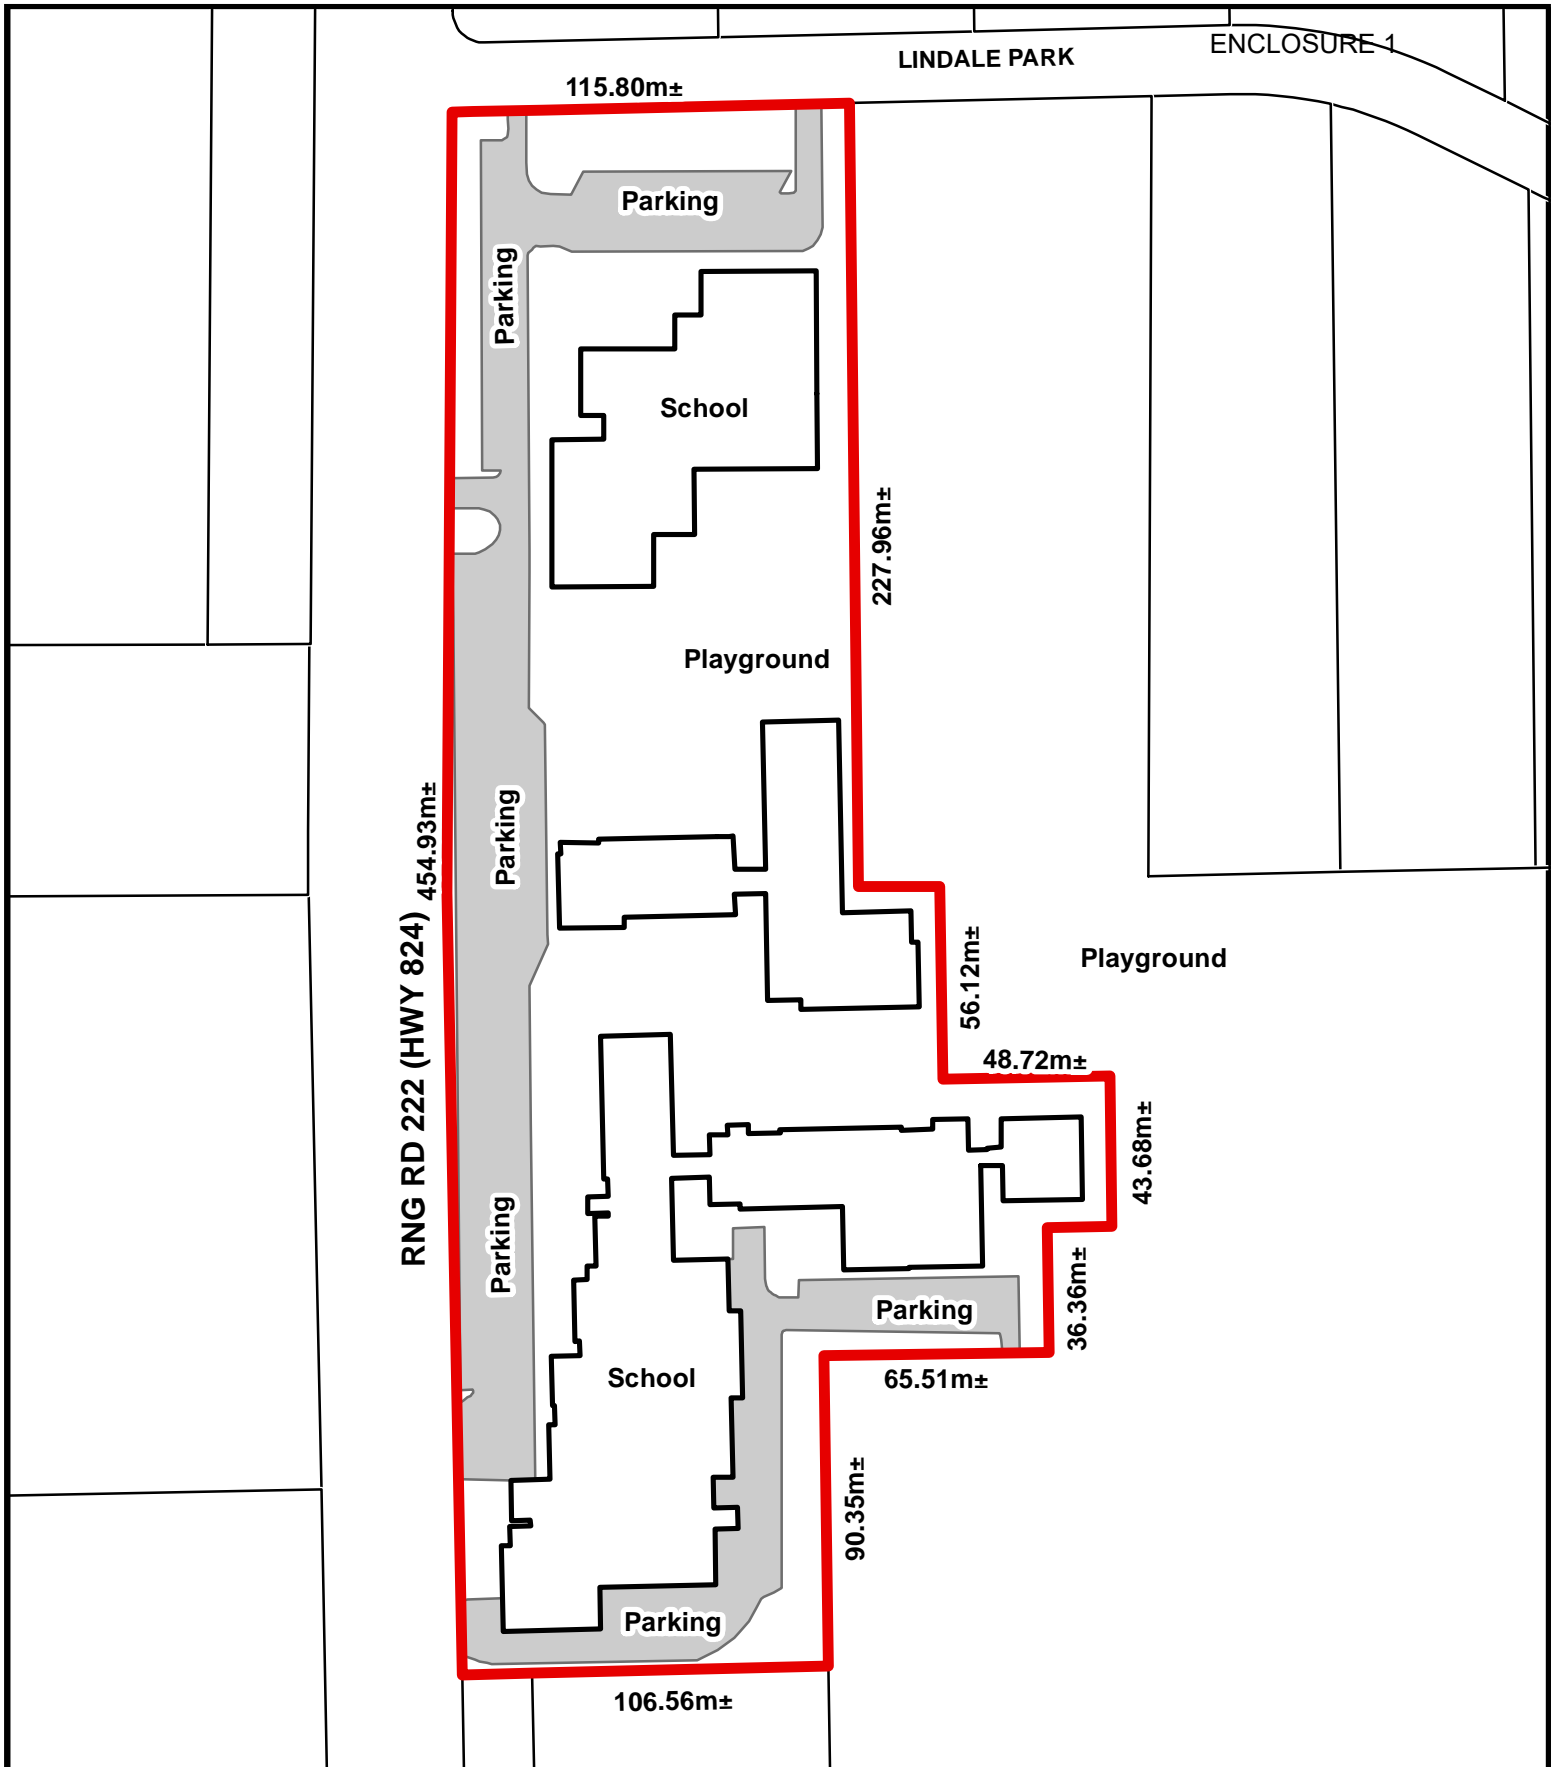 ENCLOSURE 1
LINDALE PARK
115.80m±
Parking
Parking
School
227.96m±
Playground
454.93m±
Parking
RNG RD 222 (HWY 824)
56.12m±
Playground
48.72m±
43.68m±
Parking
36.36m±
Parking
65.51m±
School
90.35m±
Parking
106.56m±